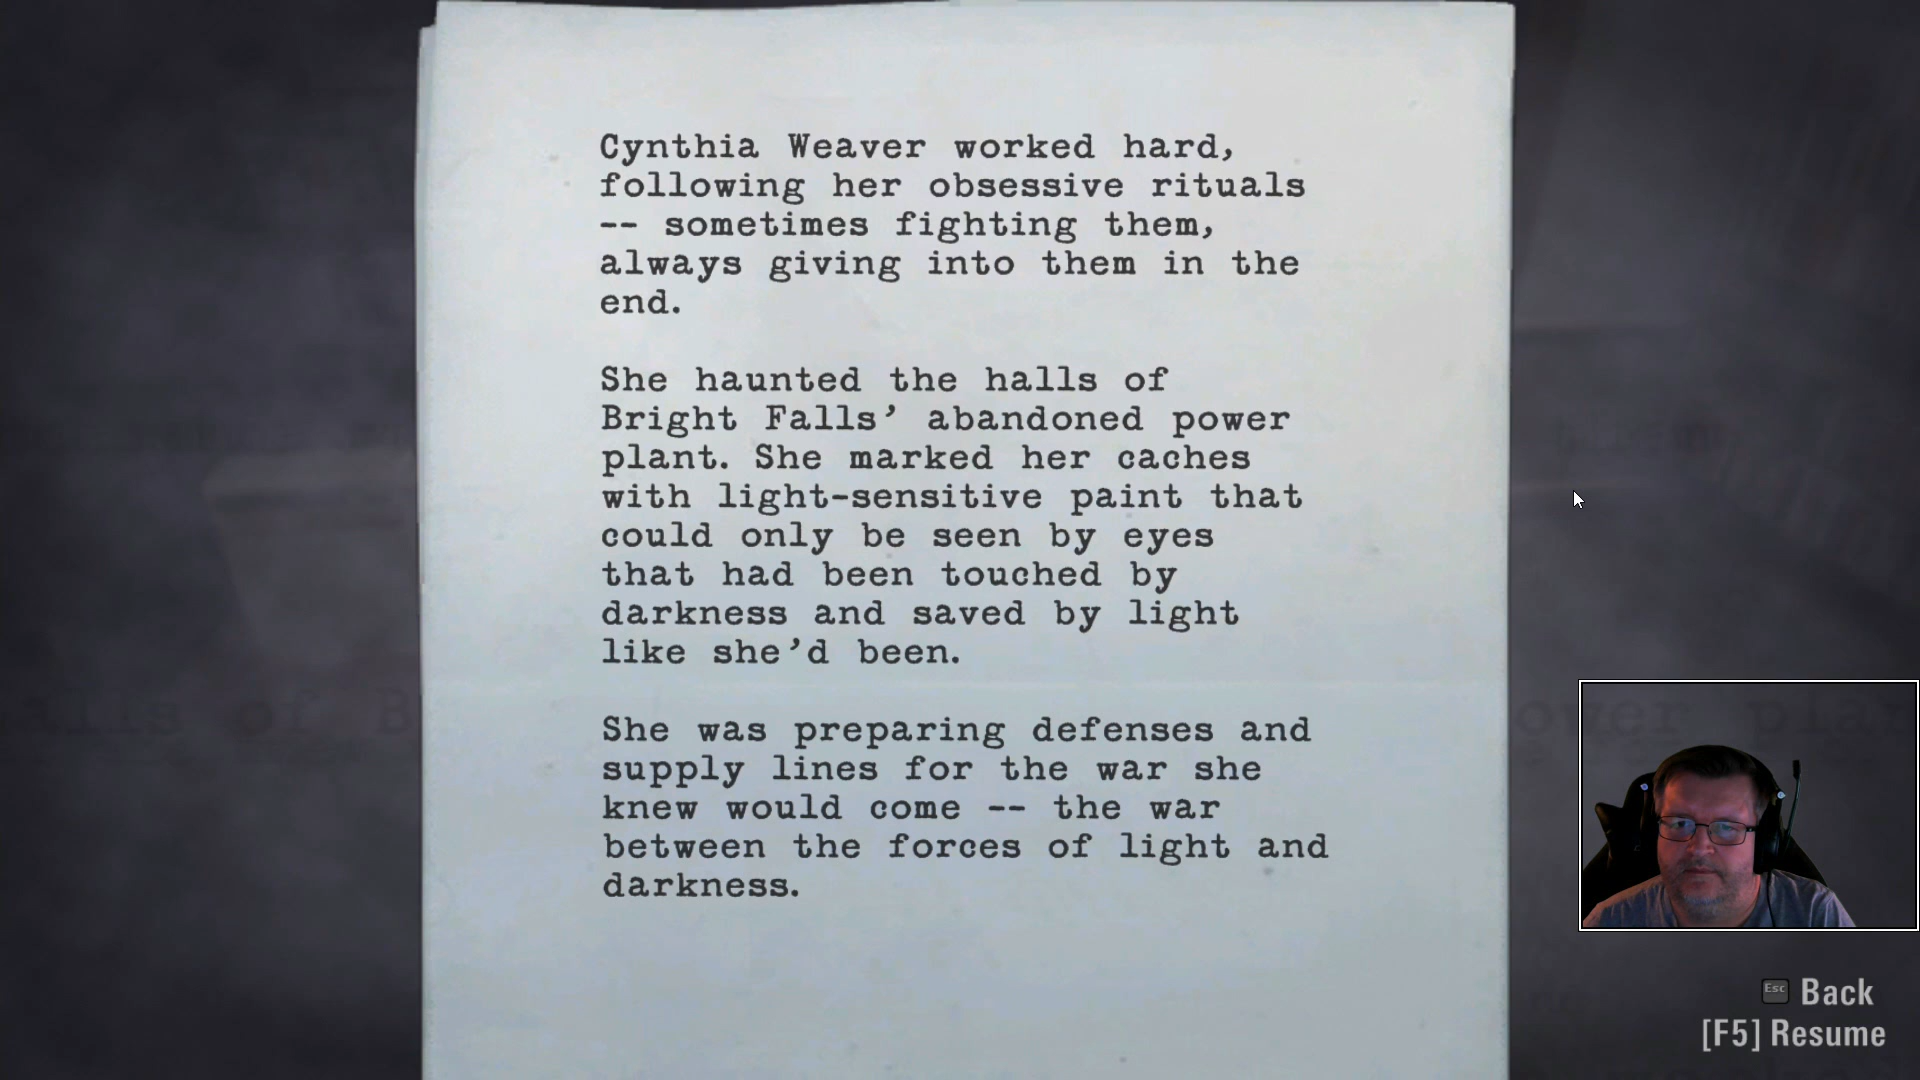 Cynthia Weaver worked hard,
following her obsessive rituals
-- sometimes fighting them,
always giving into them in the
end.
She haunted the halls of
Bright Falls’ abandoned power
plant. She marked her caches
with light-sensitive paint that
could only be seen by eyes
that had been touched by
darkness and saved by light
like she’d been.
She was preparing defenses and
supply lines for the war she
knew would come -- the war
between the forces of light and
darkness.
Esc Back
[F5] Resume